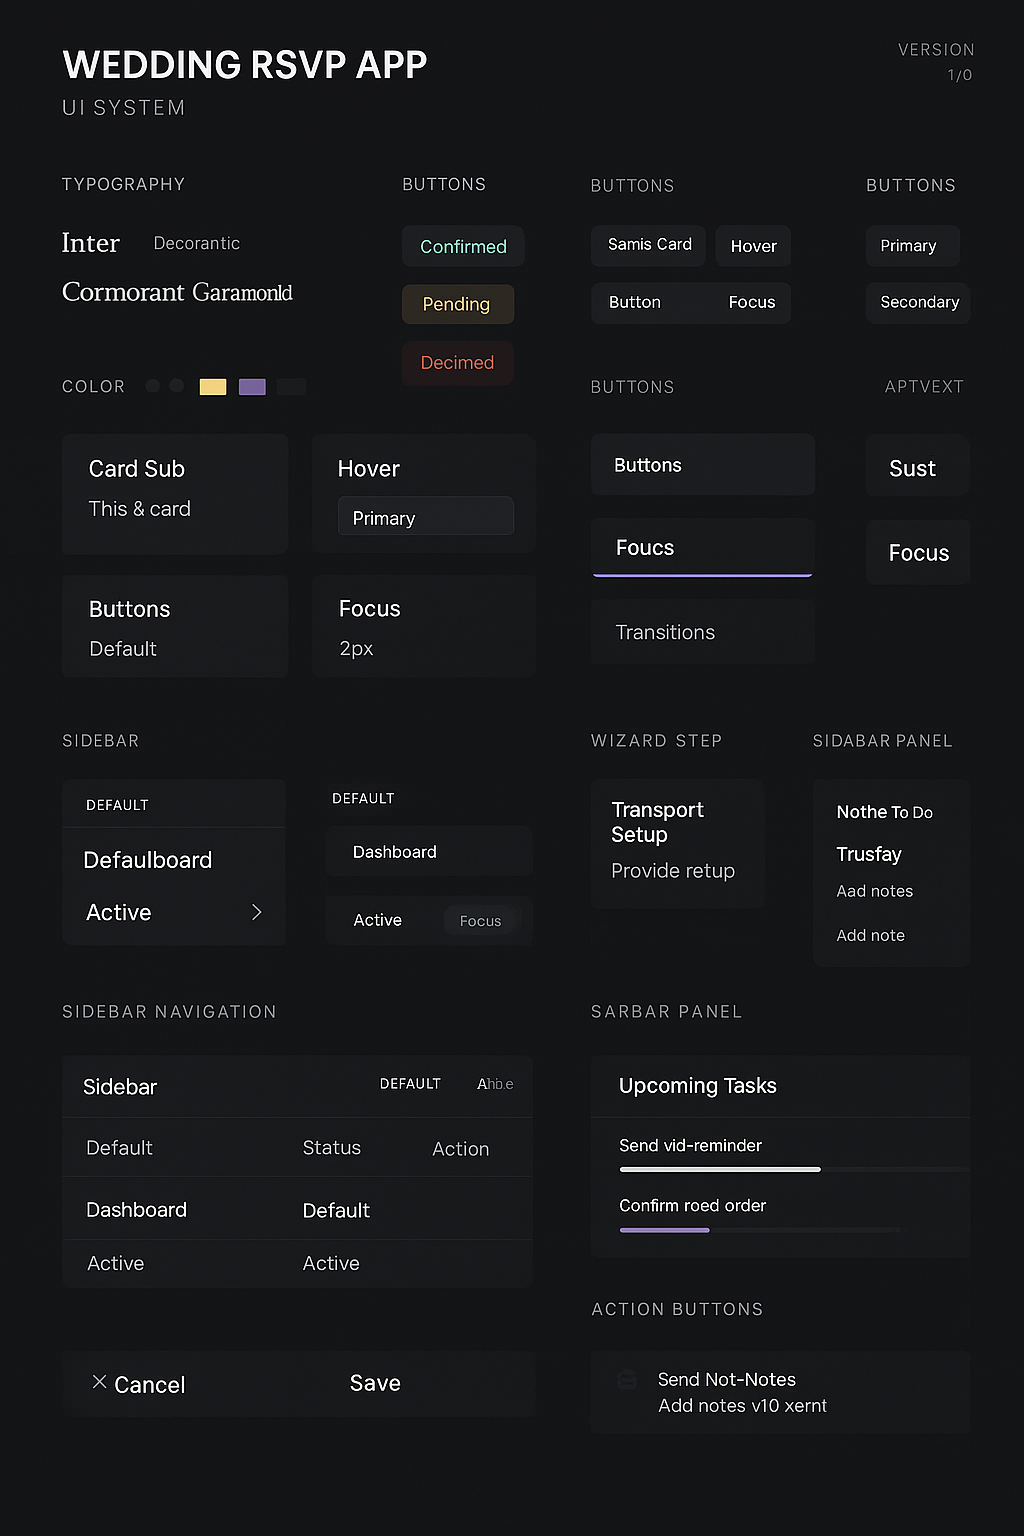 WEDDING RSVP APP
UI SYSTEM
VERSION
1/0
TYPOGRAPHY
Inter
Decorantic
Cormorant Garamonld
BUTTONS
Confirmed
Pending
Decimed
BUTTONS
Samis Card
Hover
Button
Focus
BUTTONS
Primary
Secondary
COLOR
Card Sub
This & card
Hover
Primary
Buttons
Default
Focus
2px
BUTTONS
Buttons
Foucs
Transitions
APTVEXT
Sust
Focus
SIDEBAR
DEFAULT
Defaulboard
Active
DEFAULT
Dashboard
Active
Focus
WIZARD STEP
Transport
Setup
Provide retup
SIDABAR PANEL
Nothe To Do
Trusfay
Aad notes
Add note
SIDEBAR NAVIGATION
Sidebar
DEFAULT
Default
Status
Action
Dashboard
Default
Active
Active
SARBAR PANEL
Upcoming Tasks
Send vid-reminder
Confirm roed order
ACTION BUTTONS
Cancel
Save
Send Not-Notes
Add notes v10 xernt